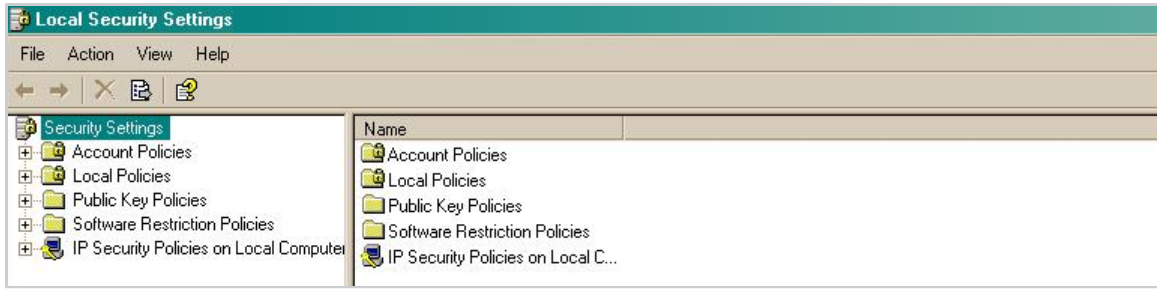 Local Security Settings
File Action View Help
Security Settings
Account Policies
Local Policies
Public Key Policies
Software Restriction Policies
IP Security Policies on Local Computer
Name
Account Policies
Local Policies
Public Key Policies
Software Restriction Policies
IP Security Policies on Local C...